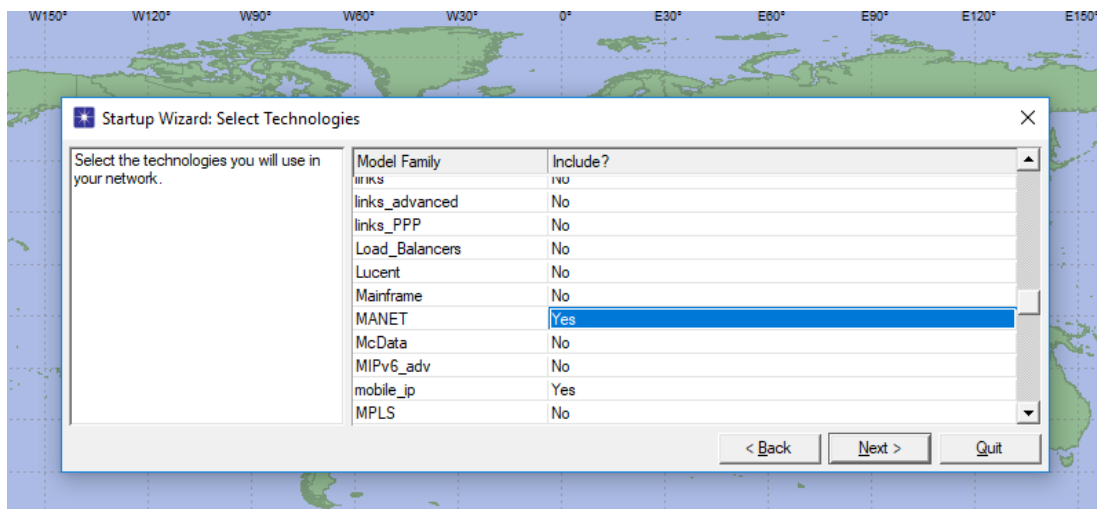 W150° W120° W90° W60° W30° 0° E30° E60° E90° E120° E150°
Startup Wizard: Select Technologies
Select the technologies you will use in
your network.
Model Family Include?
links No
links_advanced No
links_PPP No
Load_Balancers No
Lucent No
Mainframe No
MANET Yes
McData No
MIPv6_adv No
mobile_ip Yes
MPLS No
< Back Next > Quit